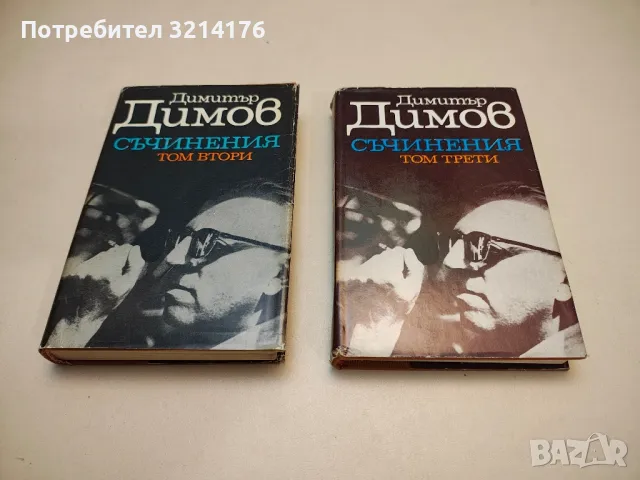 Потребител 3214176
Димитър
Димов
СЪЧИНЕНИЯ
ТОМ ВТОРИ
Димитър
Димов
СЪЧИНЕНИЯ
ТОМ ТРЕТИ
BAZAR